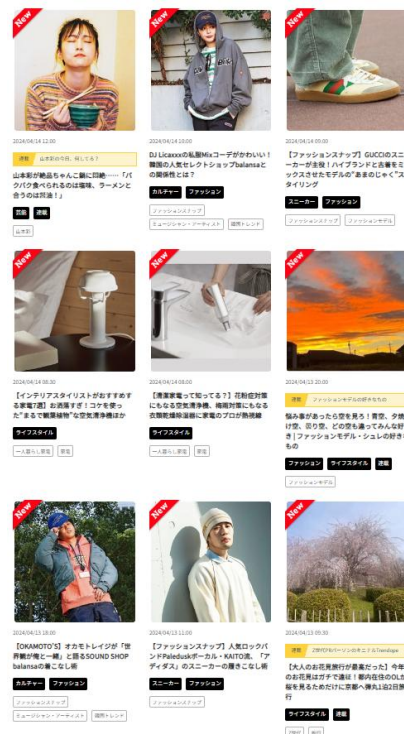 New
2024/04/14 12:00
連載 山本彩の今日、何してる?
山本彩が絶品ちゃんこ鍋に悶絶……「パ
クパク食べられるのは塩味、ラーメンと
合うのは醤油!」
芸能 連載
山本彩
New
2024/04/14 10:00
DJ Licaxxxの私服Mixコーデがかわいい!
韓国の人気セレクトショップbalansaと
の関係性とは?
カルチャー ファッション
ファッションスナップ
ミュージシャン・アーティスト 韓国トレンド
New
2024/04/14 09:00
【ファッションスナップ】GUCCIのスニ
ーカーが主役!ハイブランドと古着をミ
ックスさせたモデルの"あまのじゃく"ス
タイリング
スニーカー ファッション
ファッションスナップ ファッションモデル
New
2024/04/14 08:30
【インテリアスタイリストがおすすめす
る家電7選】お洒落すぎ!コケを使っ
た"まるで観葉植物"な空気清浄機ほか
ライフスタイル
一人暮らし家電 家電
New
2024/04/14 08:00
【清潔家電って知ってる?】花粉症対策
にもなる空気清浄機、梅雨対策にもなる
衣類乾燥除湿器に家電のプロが熱視線
ライフスタイル
一人暮らし家電 家電
New
2024/04/13 20:00
連載 ファッションモデルの好きなもの
悩み事があったら空を見ろ!青空、夕焼
け空、曇り空、どの空も違ってみんな好
き|ファッションモデル・シュレの好きな
もの
ファッション ライフスタイル 連載
ファッションモデル
New
2024/04/13 18:00
【OKAMOTO'S】オカモトレイジが「世
界観が俺と一緒」と語るSOUND SHOP
balansaの着こなし術
カルチャー ファッション
ファッションスナップ
ミュージシャン・アーティスト 韓国トレンド
New
2024/04/13 12:00
【ファッションスナップ】人気ロックバ
ンドPaleduskボーカル・KAITO流、「ア
ディダス」のスニーカーの履きこなし術
スニーカー ファッション
ファッションスナップ
New
2024/04/13 09:30
連載
【大人のお花見旅行が最高だった】今年
のお花見はガチで遠征!都内在住のOLが
桜を見るためだけに京都へ弾丸1泊2日旅
行
ライフスタイル 連載